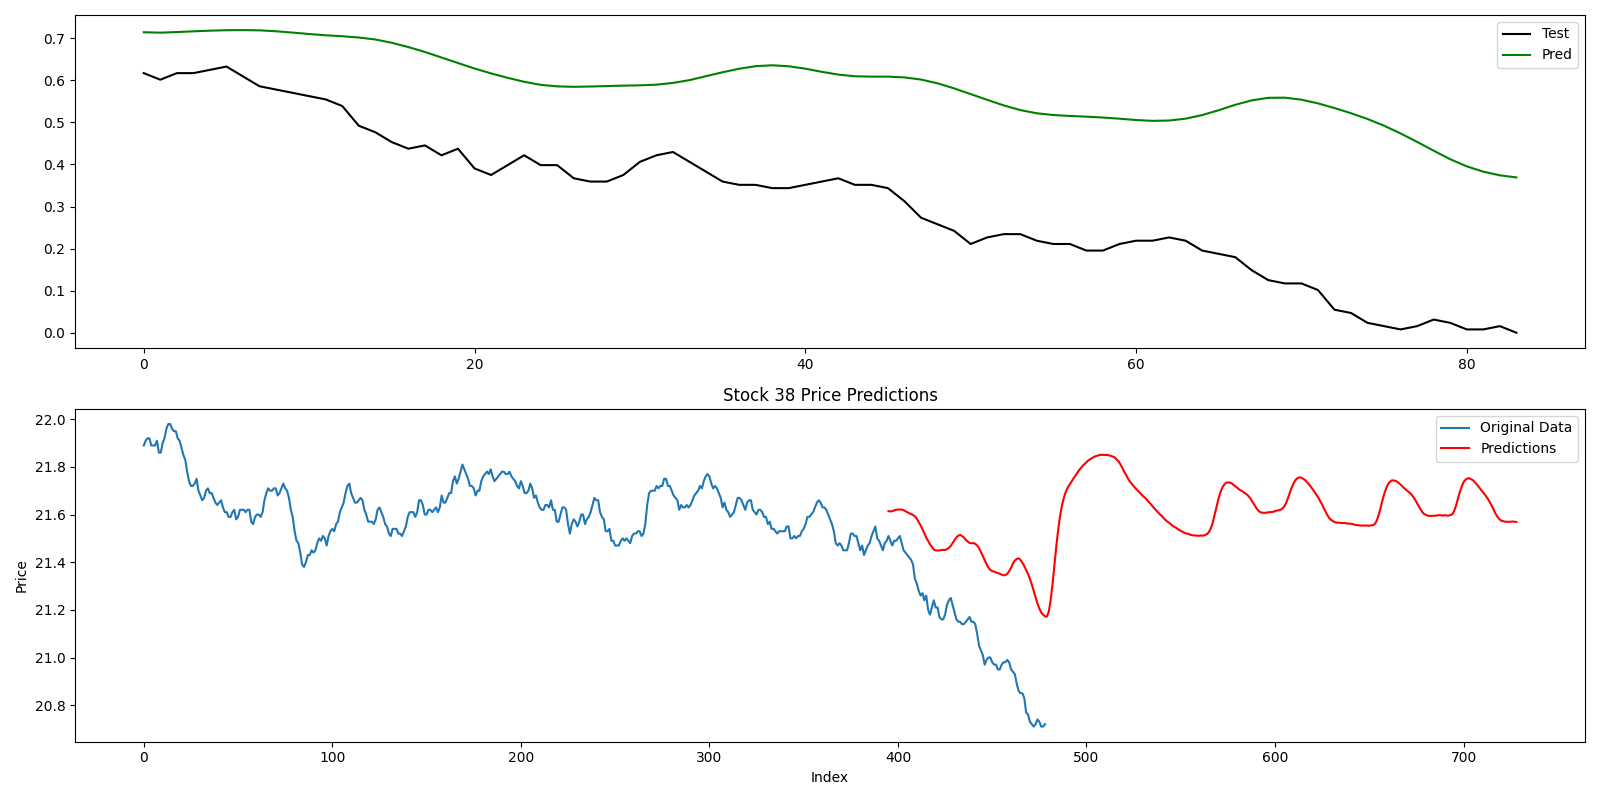 0.7
0.6
0.5
0.4
0.3
0.2
0.1
0.0
Test
Pred
0 20 40 60 80
Stock 38 Price Predictions
22.0
21.8
21.6
21.4
21.2
21.0
20.8
Price
Original Data
Predictions
0 100 200 300 400 500 600 700
Index